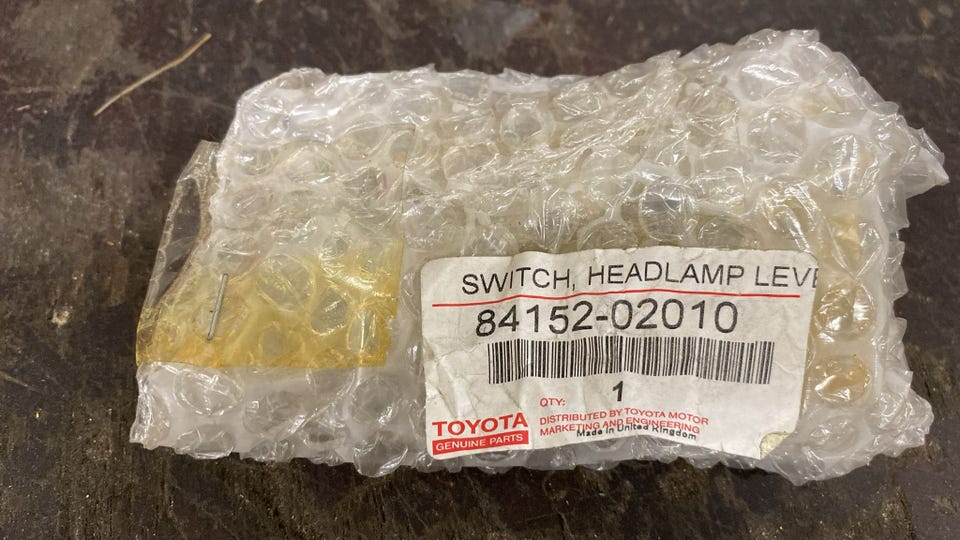 SWITCH, HEADLAMP LEVE
84152-02010
QTY: 1
TOYOTA
GENUINE PARTS
DISTRIBUTED BY TOYOTA MOTOR
MARKETING AND ENGINEERING
Made in United Kingdom